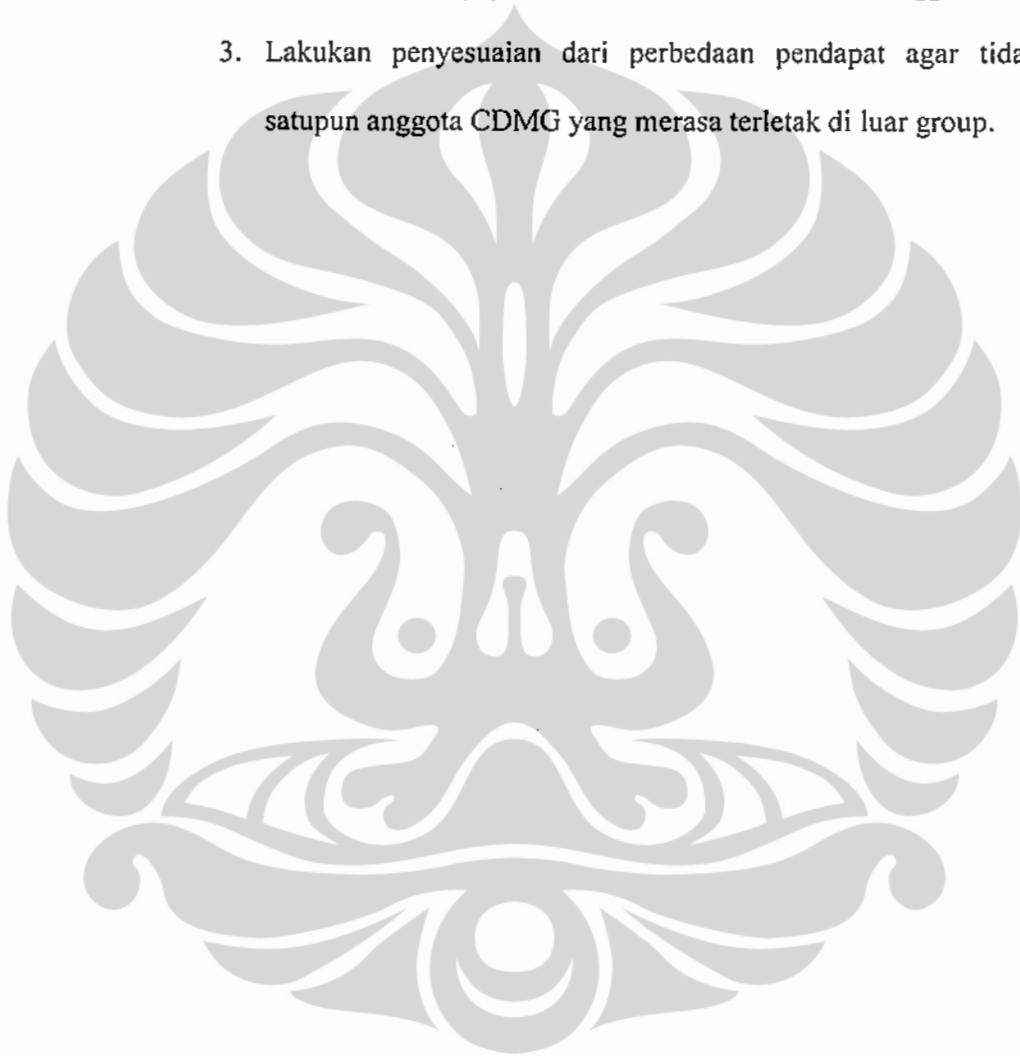 3. Lakukan penyesuaian dari perbedaan pendapat agar tida
satupun anggota CDMG yang merasa terletak di luar group.